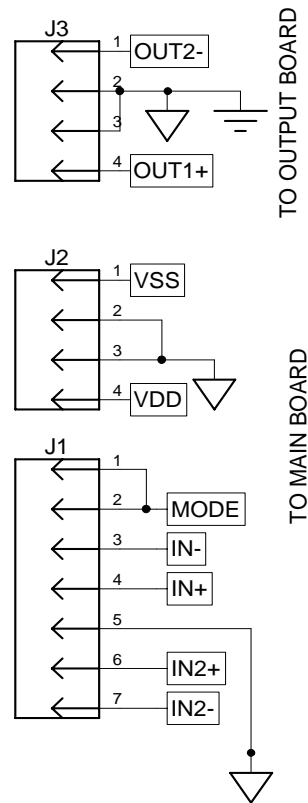 J3
1 OUT2-
2
3
4 OUT1+
TO OUTPUT BOARD
J2
1 VSS
2
3
4 VDD
TO MAIN BOARD
J1
1
2 MODE
3 IN-
4 IN+
5
6 IN2+
7 IN2-